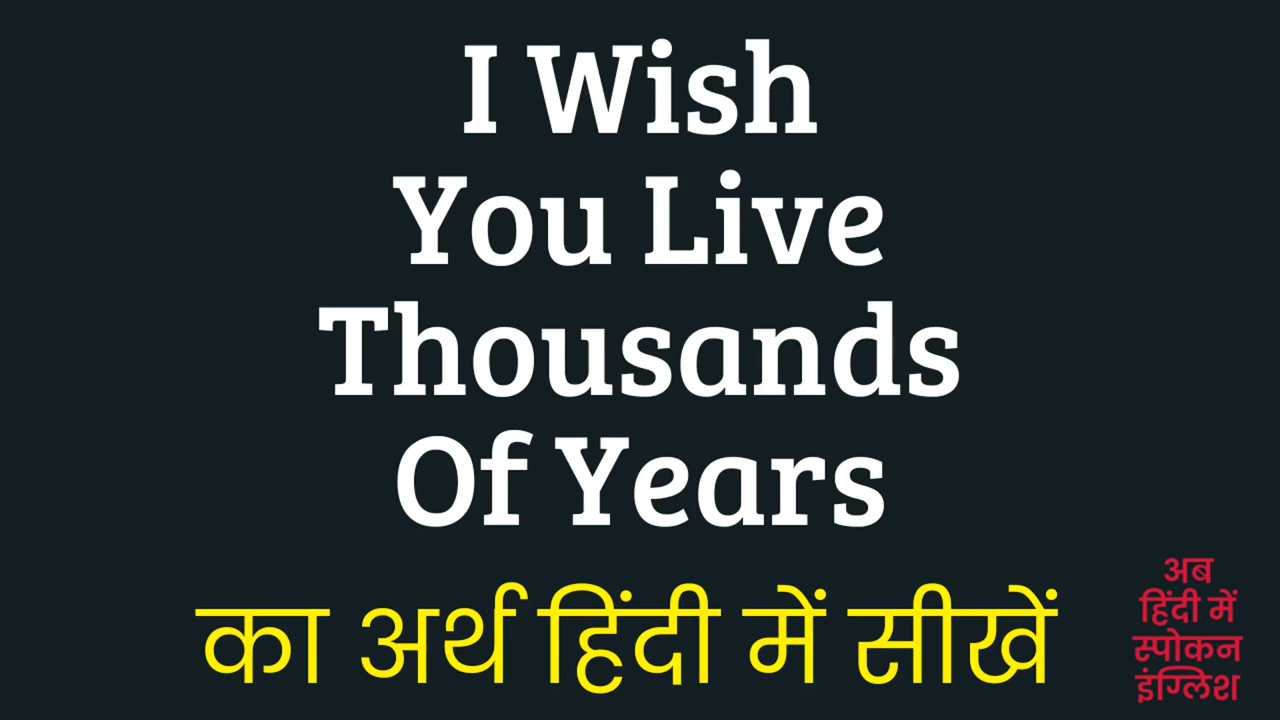 I Wish
You Live
Thousands
Of Years
का अर्थ हिंदी में सीखें
अब
हिंदी में
स्पोकन
इंग्लिश